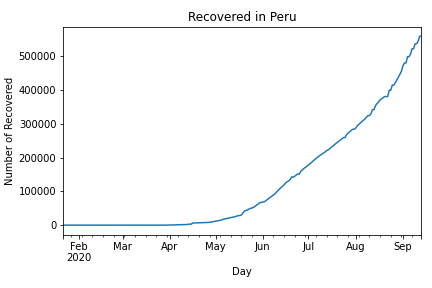 Recovered in Peru
Number of Recovered
500000
400000
300000
200000
100000
0
Feb Mar Apr May Jun Jul Aug Sep
2020
Day